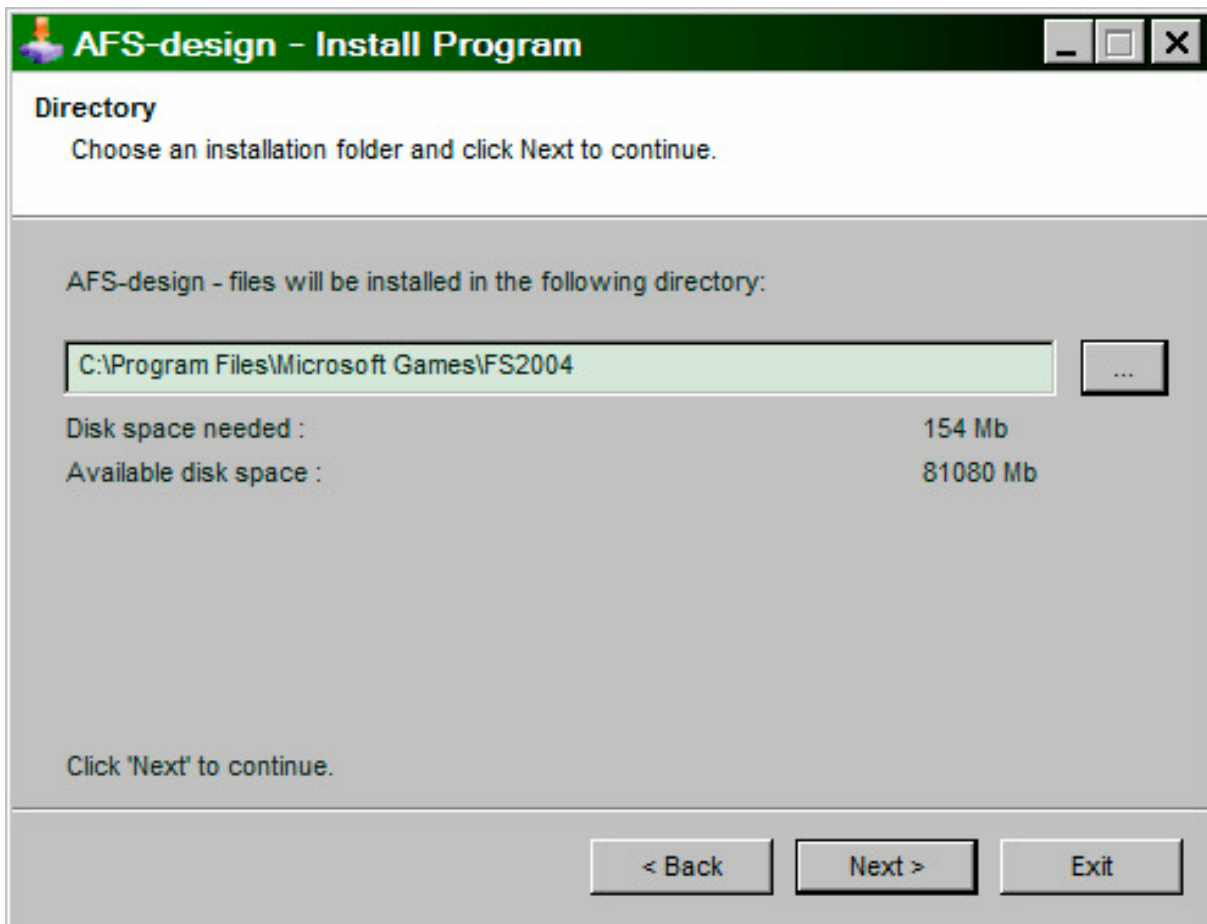 AFS-design - Install Program
Directory
Choose an installation folder and click Next to continue.
AFS-design - files will be installed in the following directory:
C:\Program Files\Microsoft Games\FS2004
...
Disk space needed : 154 Mb
Available disk space : 81080 Mb
Click 'Next' to continue.
< Back Next > Exit